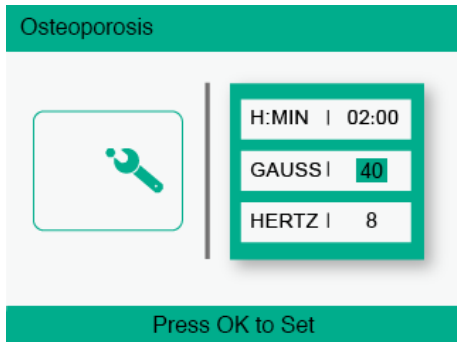 Osteoporosis
H:MIN | 02:00
GAUSS | 40
HERTZ | 8
Press OK to Set